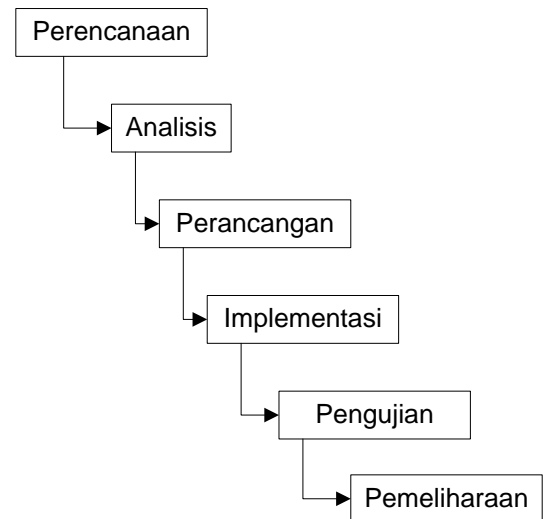 Perencanaan
Analisis
Perancangan
Implementasi
Pengujian
Pemeliharaan